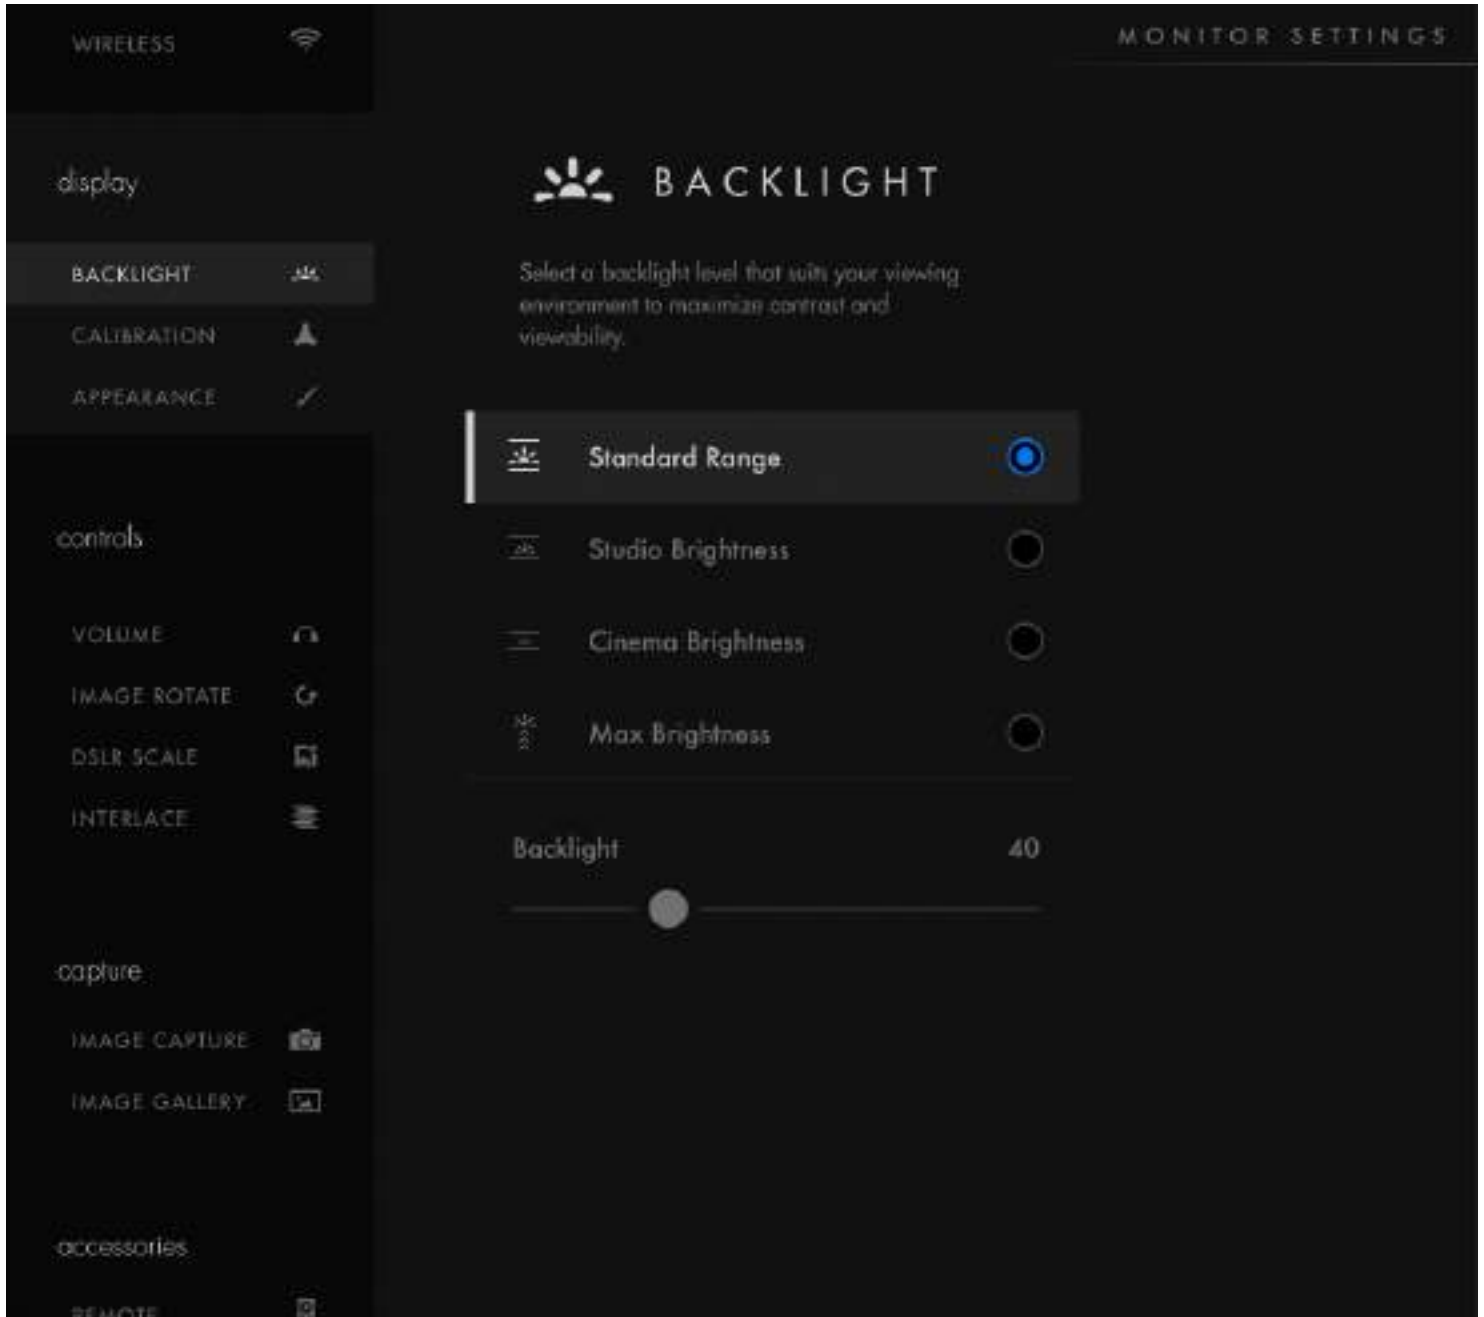 WIRELESS
MONITOR SETTINGS
display
BACKLIGHT
CALIBRATION
APPEARANCE
controls
VOLUME
IMAGE ROTATE
DSLR SCALE
INTERLACE
capture
IMAGE CAPTURE
IMAGE GALLERY
accessories
REMOTE
BACKLIGHT
Select a backlight level that suits your viewing
environment to maximize contrast and
viewability.
Standard Range
Studio Brightness
Cinema Brightness
Max Brightness
Backlight 40